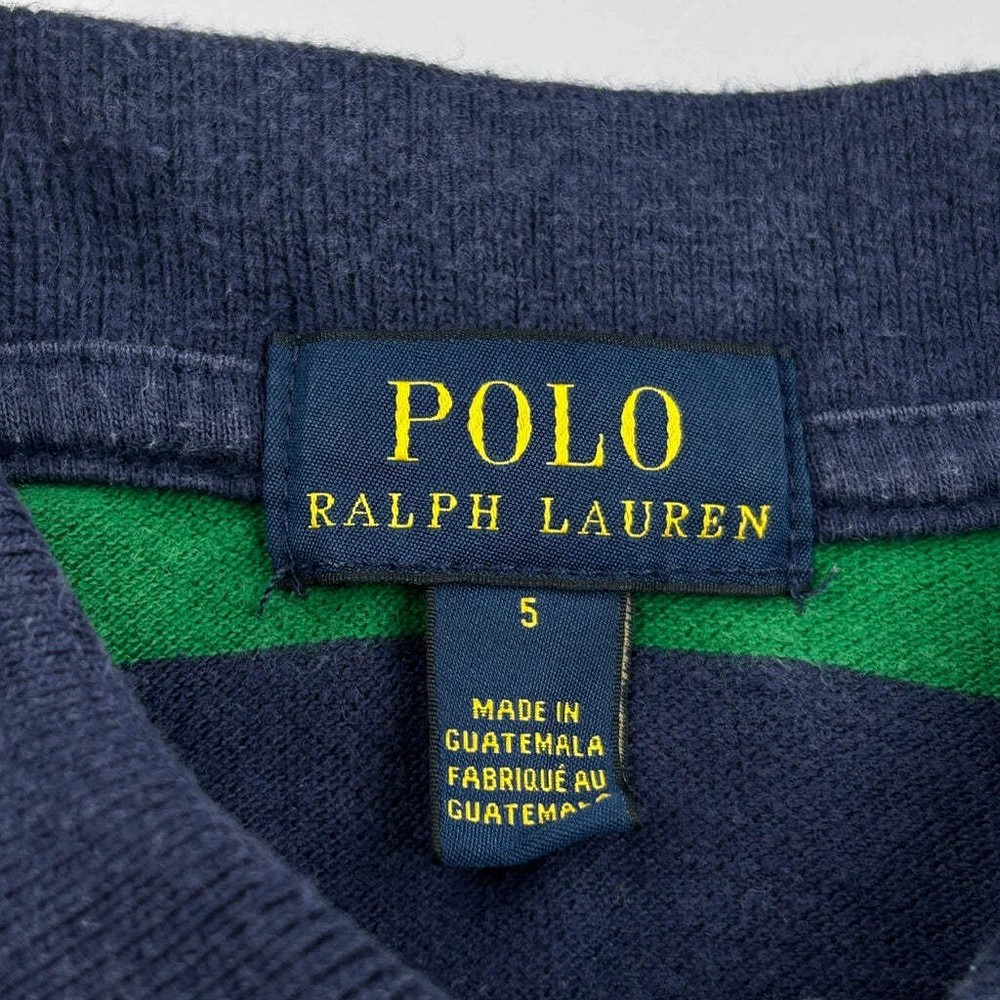 POLO
RALPH LAUREN
5
MADE IN
GUATEMALA
FABRIQUÉ AU